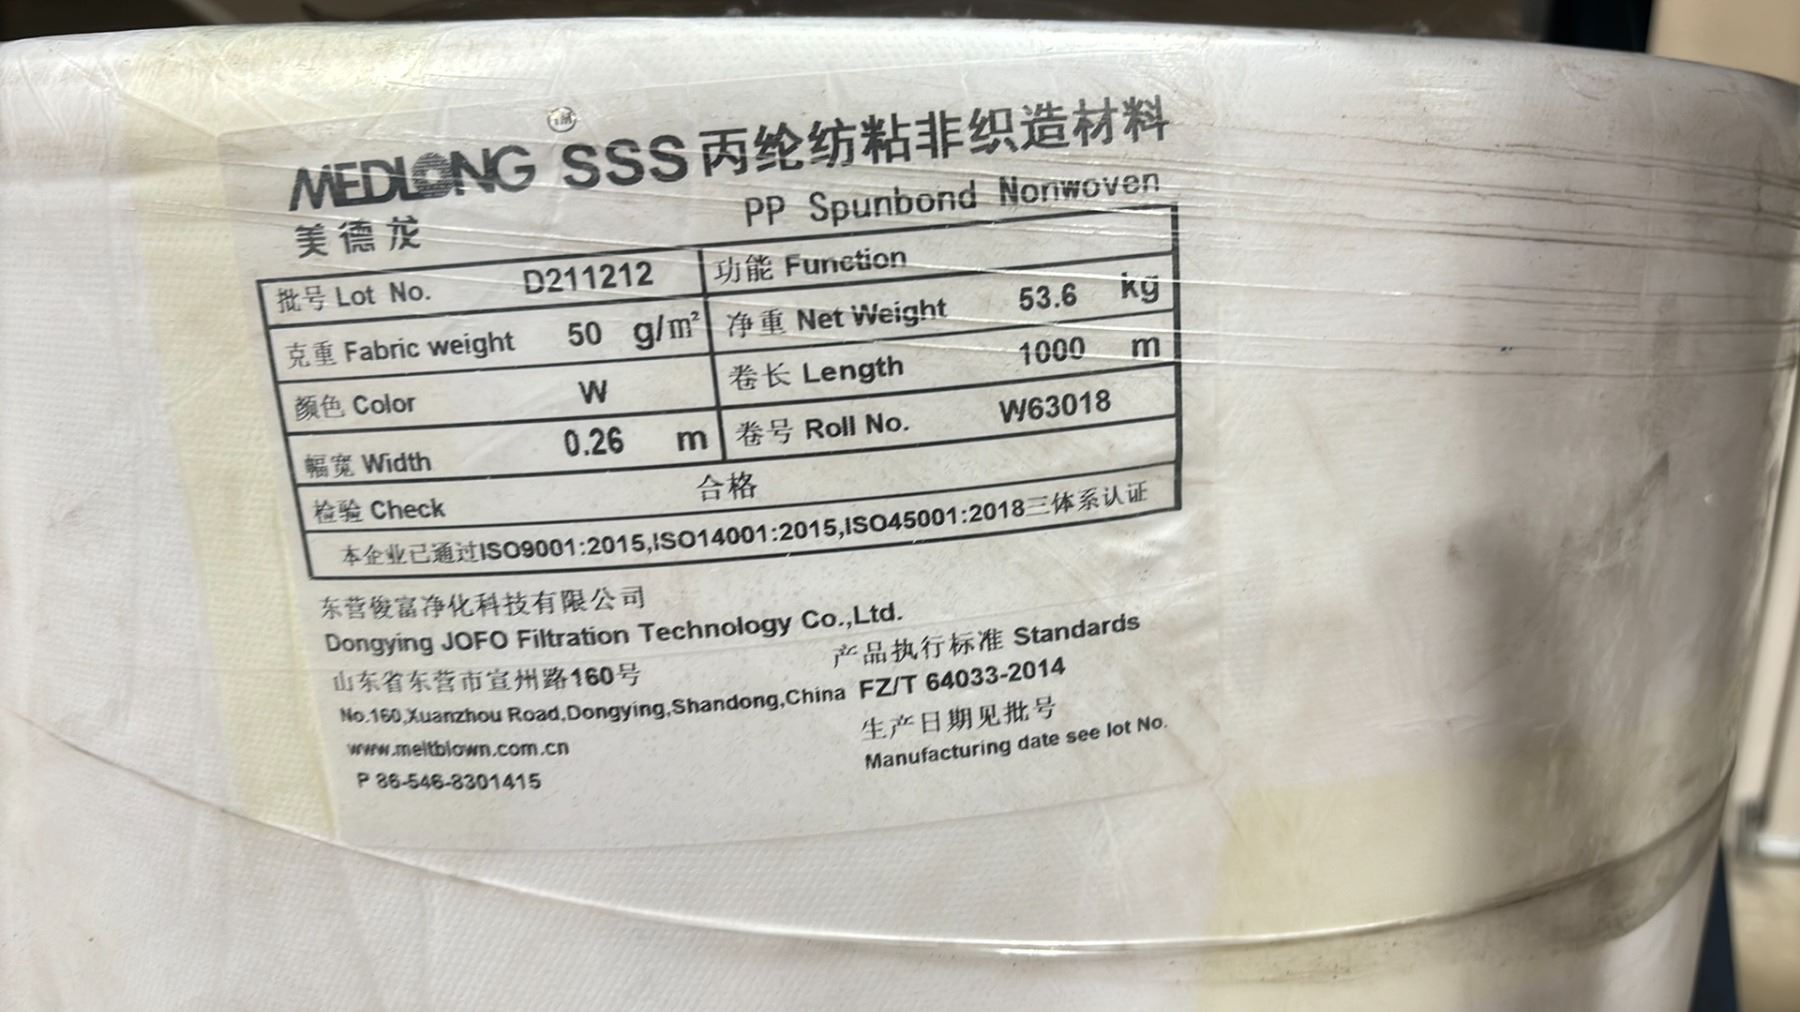 MEDLONG SSS丙纶纺粘非织造材料
美德龙
PP Spunbond Nonwoven
批号 Lot No. D211212 功能 Function
克重 Fabric weight 50 g/m² 净重 Net Weight 53.6 kg
颜色 Color W 卷长 Length 1000 m
幅宽 Width 0.26 m 卷号 Roll No. W63018
检验 Check 合格
本企业已通过ISO9001:2015,ISO14001:2015,ISO45001:2018三体系认证
东营俊富净化科技有限公司
Dongying JOFO Filtration Technology Co.,Ltd.
山东省东营市宣州路160号
No.160,Xuanzhou Road,Dongying,Shandong,China
www.meltblown.com.cn
P 86-546-8301415
产品执行标准 Standards
FZ/T 64033-2014
生产日期见批号
Manufacturing date see lot No.